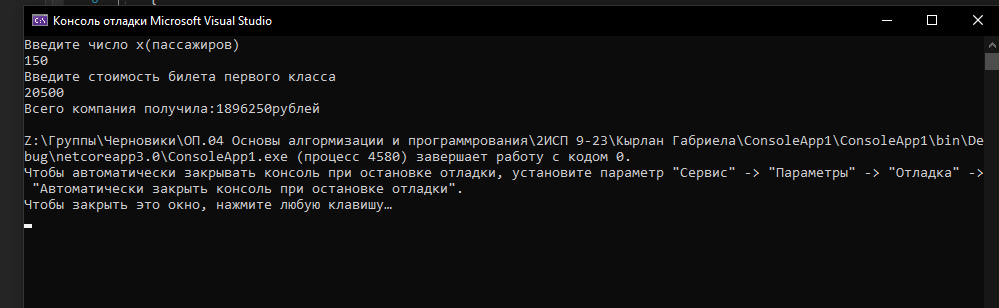 Консоль отладки Microsoft Visual Studio
Введите число x(пассажиров)
150
Введите стоимость билета первого класса
20500
Всего компания получила:1896250рублей
Z:\Группы\Черновики\ОП.04 Основы алгормизации и программрования\2ИСП 9-23\Кырлан Габриела\ConsoleApp1\ConsoleApp1\bin\De
bug\netcoreapp3.0\ConsoleApp1.exe (процесс 4580) завершает работу с кодом 0.
Чтобы автоматически закрывать консоль при остановке отладки, установите параметр "Сервис" -> "Параметры" -> "Отладка" ->
"Автоматически закрыть консоль при остановке отладки".
Чтобы закрыть это окно, нажмите любую клавишу…